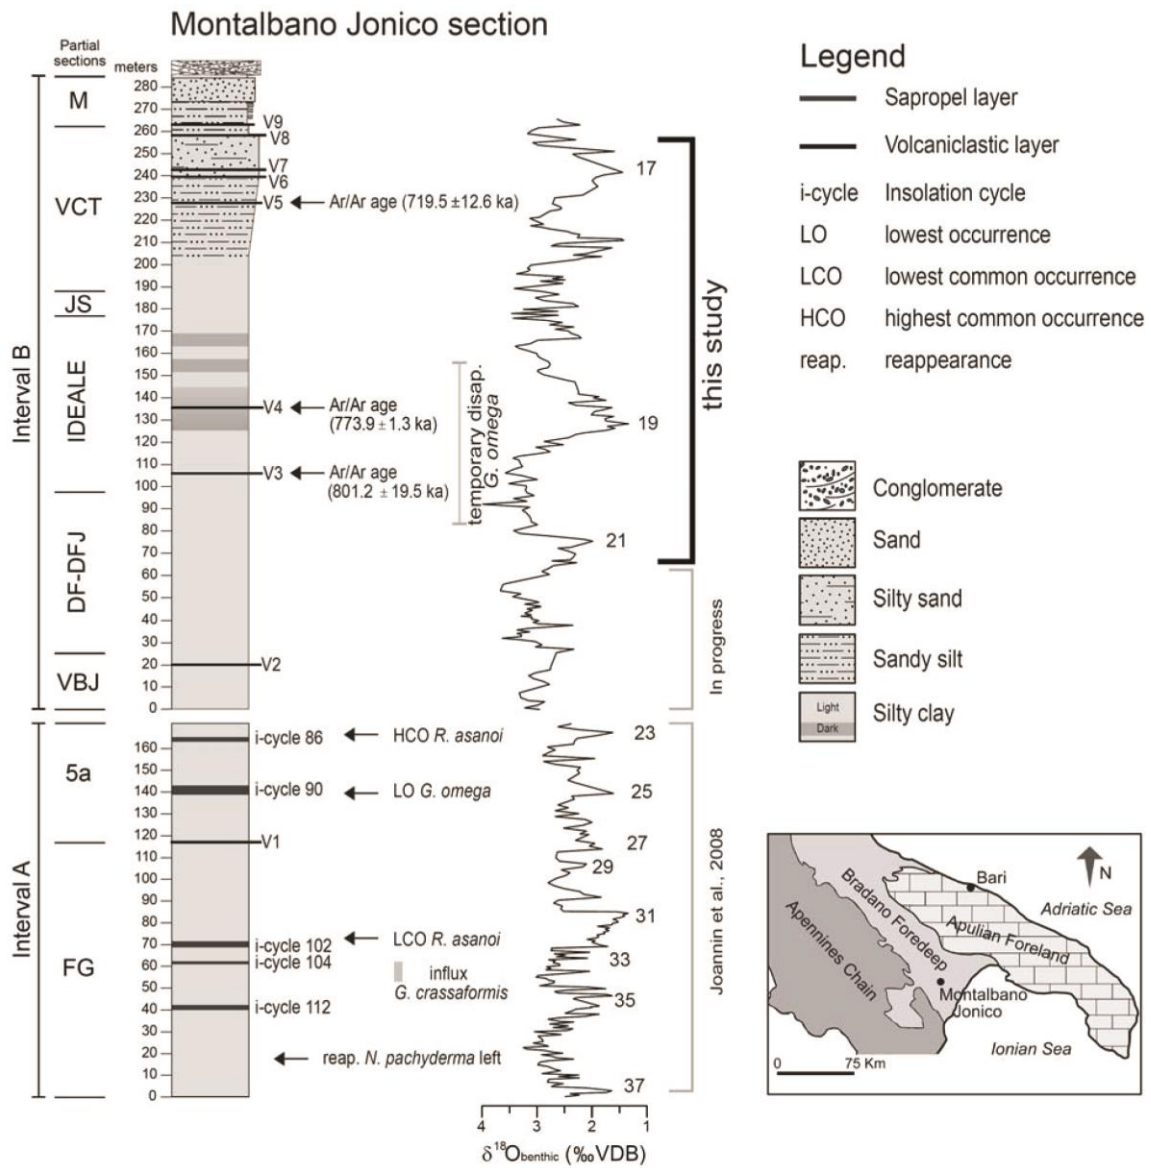 Montalbano Jonico section
Partial
sections
meters
Interval B
M
VCT
JS
IDEALE
DF-DFJ
VBJ
280
270
260
250
240
230
220
210
200
190
180
170
160
150
140
130
120
110
100
90
80
70
60
50
40
30
20
10
0
V9
V8
V7
V6
V5
Ar/Ar age (719.5 ±12.6 ka)
V4
Ar/Ar age
(773.9 ± 1.3 ka)
V3
Ar/Ar age
(801.2 ± 19.5 ka)
V2
temporary disap.
G. omega
17
19
21
this study
In progress
Interval A
5a
FG
160
150
140
130
120
110
100
90
80
70
60
50
40
30
20
10
0
i-cycle 86
i-cycle 90
V1
i-cycle 102
i-cycle 104
i-cycle 112
HCO R. asanoi
LO G. omega
LCO R. asanoi
influx
G. crassaformis
reap. N. pachyderma left
23
25
27
29
31
33
35
37
Joannin et al., 2008
4 3 2 1
δ18Obenthic (‰VDB)
Legend
Sapropel layer
Volcaniclastic layer
i-cycle Insolation cycle
LO lowest occurrence
LCO lowest common occurrence
HCO highest common occurrence
reap. reappearance
Conglomerate
Sand
Silty sand
Sandy silt
Light
Dark
Silty clay
Bari
N
Adriatic Sea
Bradano Foredeep
Apulian Foreland
Apennines Chain
Montalbano
Jonico
Ionian Sea
0 75 Km